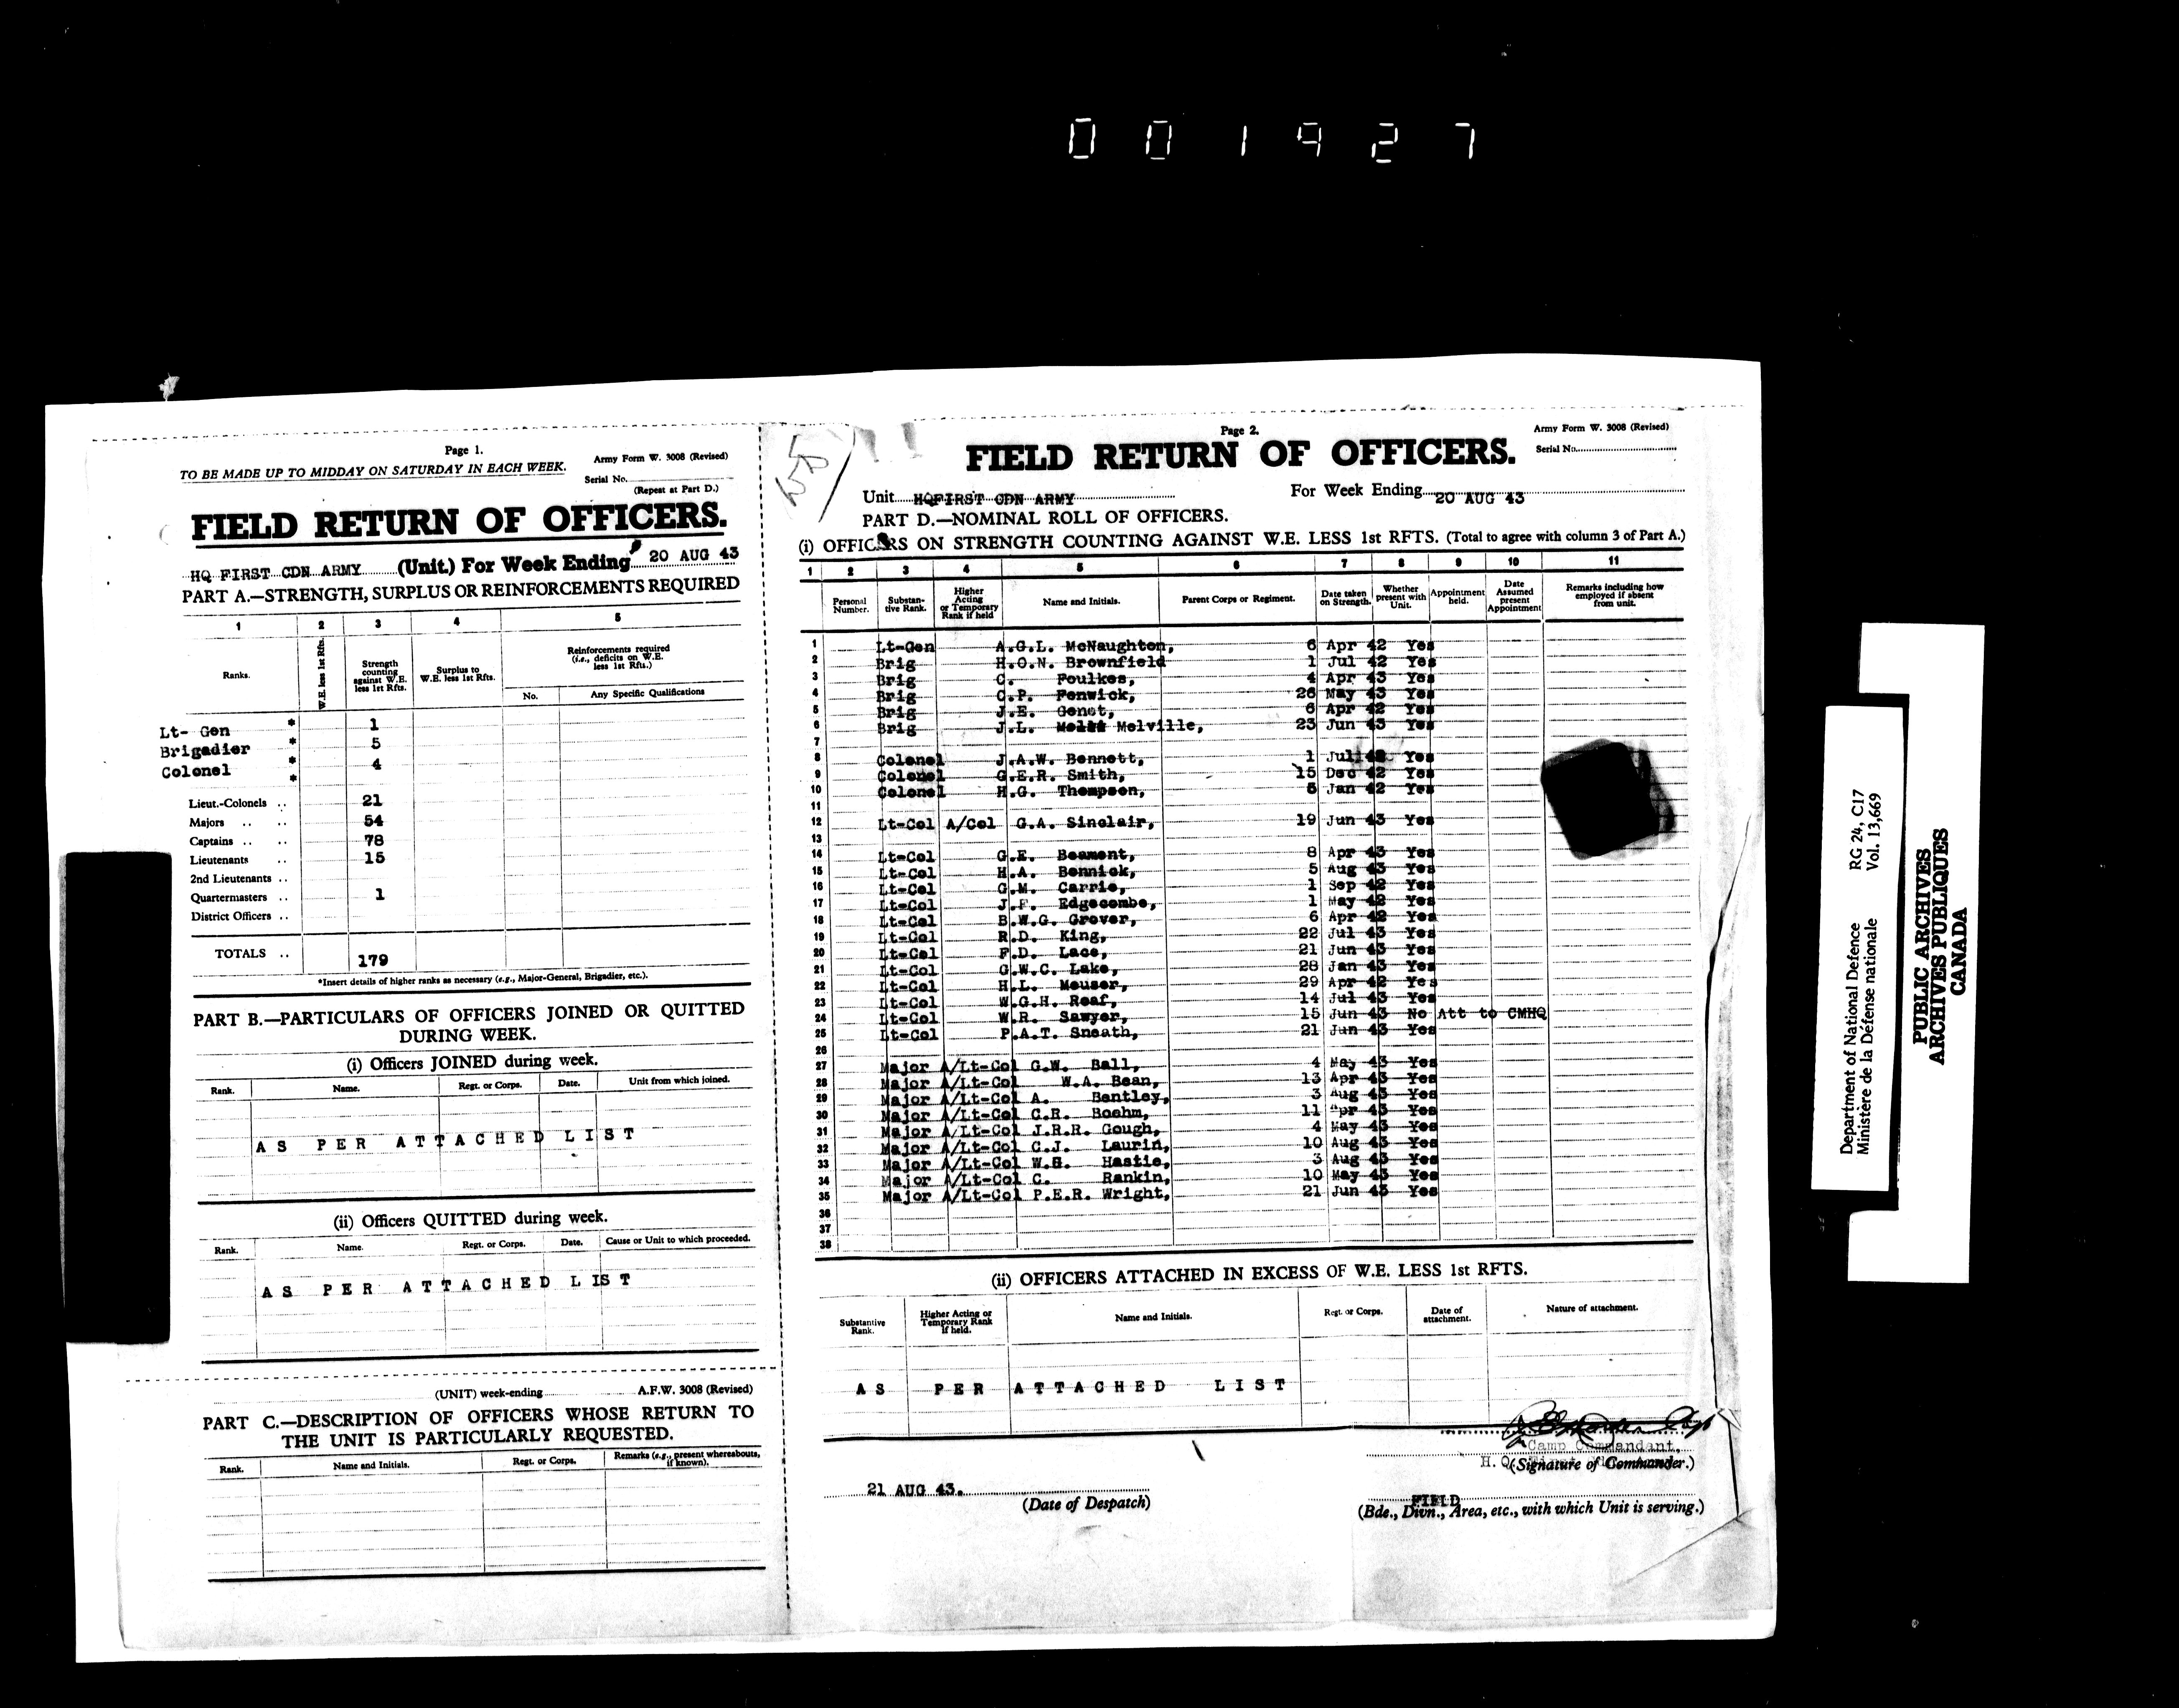 001927
Page 1.
TO BE MADE UP TO MIDDAY ON SATURDAY IN EACH WEEK.
Army Form W. 3008 (Revised)
Serial No.
(Repeat at Part D.)
FIELD RETURN OF OFFICERS.
HQ FIRST CDN ARMY (Unit.) For Week Ending 20 AUG 43
PART A.—STRENGTH, SURPLUS OR REINFORCEMENTS REQUIRED
1 2 3 4 5
Ranks. W.E. less 1st Rfts. Strength counting against W.E. less 1st Rfts. Surplus to W.E. less 1st Rfts. Reinforcements required (i.e., deficits on W.E. less 1st Rfts.)
No. Any Specific Qualifications
Lt- Gen * 1
Brigadier * 5
Colonel * 4
*
Lieut.-Colonels .. 21
Majors .. .. 54
Captains .. .. 78
Lieutenants .. 15
2nd Lieutenants ..
Quartermasters .. 1
District Officers ..
TOTALS .. 179
*Insert details of higher ranks as necessary (e.g., Major-General, Brigadier, etc.).
PART B.—PARTICULARS OF OFFICERS JOINED OR QUITTED
DURING WEEK.
(i) Officers JOINED during week.
Rank. Name. Regt. or Corps. Date. Unit from which joined.
AS PER ATTACHED LIST
(ii) Officers QUITTED during week.
Rank. Name. Regt. or Corps. Date. Cause or Unit to which proceeded.
AS PER ATTACHED LIST
(UNIT) week-ending A.F.W. 3008 (Revised)
PART C.—DESCRIPTION OF OFFICERS WHOSE RETURN TO
THE UNIT IS PARTICULARLY REQUESTED.
Rank. Name and Initials. Regt. or Corps. Remarks (e.g., present whereabouts, if known).
Page 2.
Army Form W. 3008 (Revised)
FIELD RETURN OF OFFICERS.
Serial No.
Unit HQFIRST CDN ARMY For Week Ending 20 AUG 43
PART D.—NOMINAL ROLL OF OFFICERS.
(i) OFFICERS ON STRENGTH COUNTING AGAINST W.E. LESS 1st RFTS. (Total to agree with column 3 of Part A.)
1 2 3 4 5 6 7 8 9 10 11
Personal Number. Substantive Rank. Higher Acting or Temporary Rank if held Name and Initials. Parent Corps or Regiment. Date taken on Strength. Whether present with Unit. Appointment held. Date Assumed present Appointment Remarks including how employed if absent from unit.
1 Lt-Gen A.G.L. McNaughton, 6 Apr 42 Yes
2 Brig H.O.N. Brownfield 1 Jul 42 Yes
3 Brig C. Foulkes, 4 Apr 43 Yes
4 Brig C.P. Fenwick, 26 May 43 Yes
5 Brig J.E. Genet, 6 Apr 42 Yes
6 Brig J.L. Melville, 23 Jun 43 Yes
7
8 Colonel J.A.W. Bennett, 1 Jul 42 Yes
9 Colonel G.E.R. Smith, 15 Dec 42 Yes
10 Colonel H.G. Thompson, 5 Jan 42 Yes
11
12 Lt-Col A/Col G.A. Sinclair, 19 Jun 43 Yes
13
14 Lt-Col G.E. Beament, 8 Apr 43 Yes
15 Lt-Col H.A. Bennick, 5 Aug 43 Yes
16 Lt-Col G.M. Carrie, 1 Sep 42 Yes
17 Lt-Col J.F. Edgecombe, 1 May 42 Yes
18 Lt-Col B.W.G. Grover, 6 Apr 42 Yes
19 Lt-Col R.D. King, 22 Jul 43 Yes
20 Lt-Col F.D. Lace, 21 Jun 43 Yes
21 Lt-Col G.W.C. Lake, 28 Jan 43 Yes
22 Lt-Col H.L. Meuser, 29 Apr 42 Yes
23 Lt-Col W.G.H. Roaf, 14 Jul 43 Yes
24 Lt-Col W.R. Sawyer, 15 Jun 43 No Att to CMHQ
25 Lt-Col P.A.T. Sneath, 21 Jun 43 Yes
26
27 Major A/Lt-Col G.W. Ball, 4 May 43 Yes
28 Major A/Lt-Col W.A. Bean, 13 Apr 43 Yes
29 Major A/Lt-Col A. Bentley, 3 Aug 43 Yes
30 Major A/Lt-Col C.R. Boehm, 11 Apr 43 Yes
31 Major A/Lt-Col J.R.R. Gough, 4 May 43 Yes
32 Major A/Lt-Col C.J. Laurin, 10 Aug 43 Yes
33 Major A/Lt-Col Hastie, 3 Aug 43 Yes
34 Major A/Lt-Col C. Rankin, 10 May 43 Yes
35 Major A/Lt-Col P.E.R. Wright, 21 Jun 43 Yes
36
37
38
(ii) OFFICERS ATTACHED IN EXCESS OF W.E. LESS 1st RFTS.
Substantive Rank. Higher Acting or Temporary Rank if held. Name and Initials. Regt. or Corps. Date of attachment. Nature of attachment.
AS PER ATTACHED LIST
Camp Commandant,
H. Q. (Signature of Commander.)
21 AUG 43.
(Date of Despatch)
FIELD
(Bde., Divn., Area, etc., with which Unit is serving.)
Department of National Defence RG 24, C17
Ministère de la Défense nationale Vol. 13,669
PUBLIC ARCHIVES
ARCHIVES PUBLIQUES
CANADA